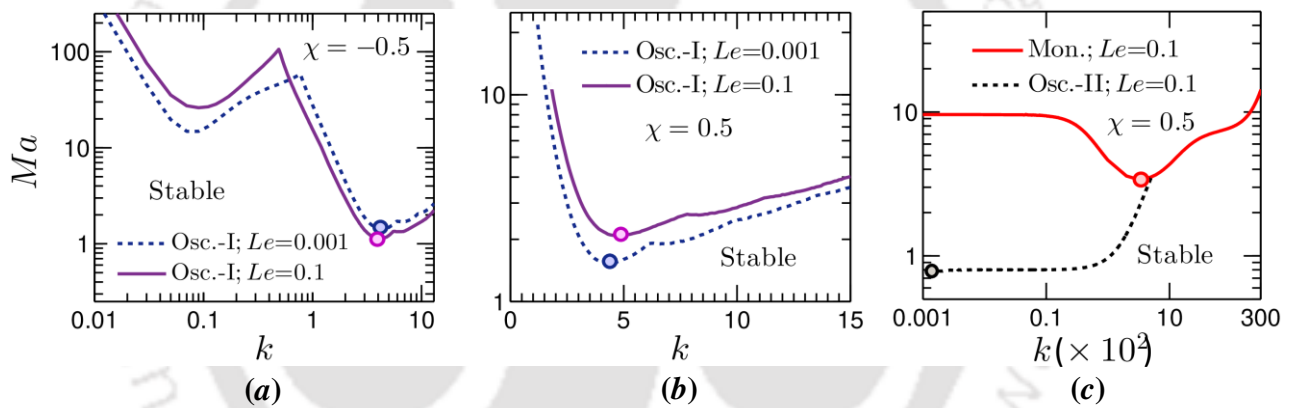 100
10
1
Ma
χ = −0.5
Stable
Osc.-I; Le=0.001
Osc.-I; Le=0.1
0.01 0.1 1 10
k
(a)
10
1
Osc.-I; Le=0.001
Osc.-I; Le=0.1
χ = 0.5
Stable
0 5 10 15
k
(b)
10
1
Mon.; Le=0.1
Osc.-II; Le=0.1
χ = 0.5
Stable
0.001 0.1 10 300
k (× 10²)
(c)